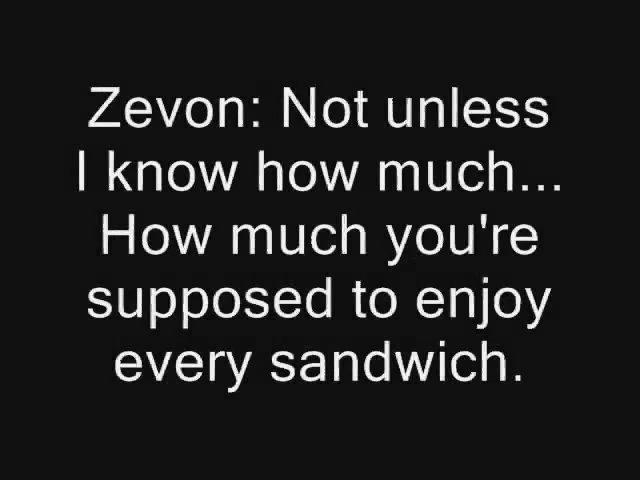 Zevon: Not unless
I know how much...
How much you're
supposed to enjoy
every sandwich.